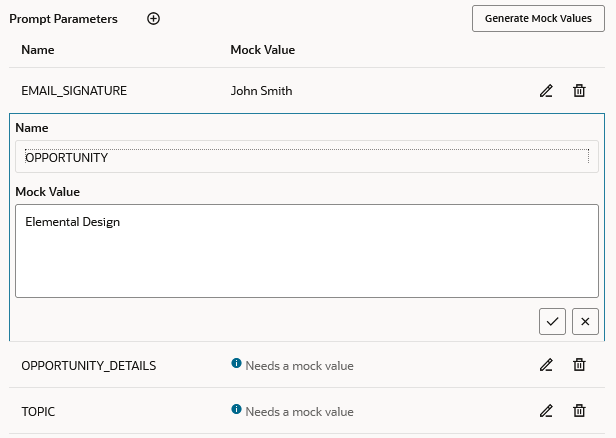 Prompt Parameters Generate Mock Values
Name Mock Value
EMAIL_SIGNATURE John Smith
Name
OPPORTUNITY
Mock Value
Elemental Design
OPPORTUNITY_DETAILS Needs a mock value
TOPIC Needs a mock value